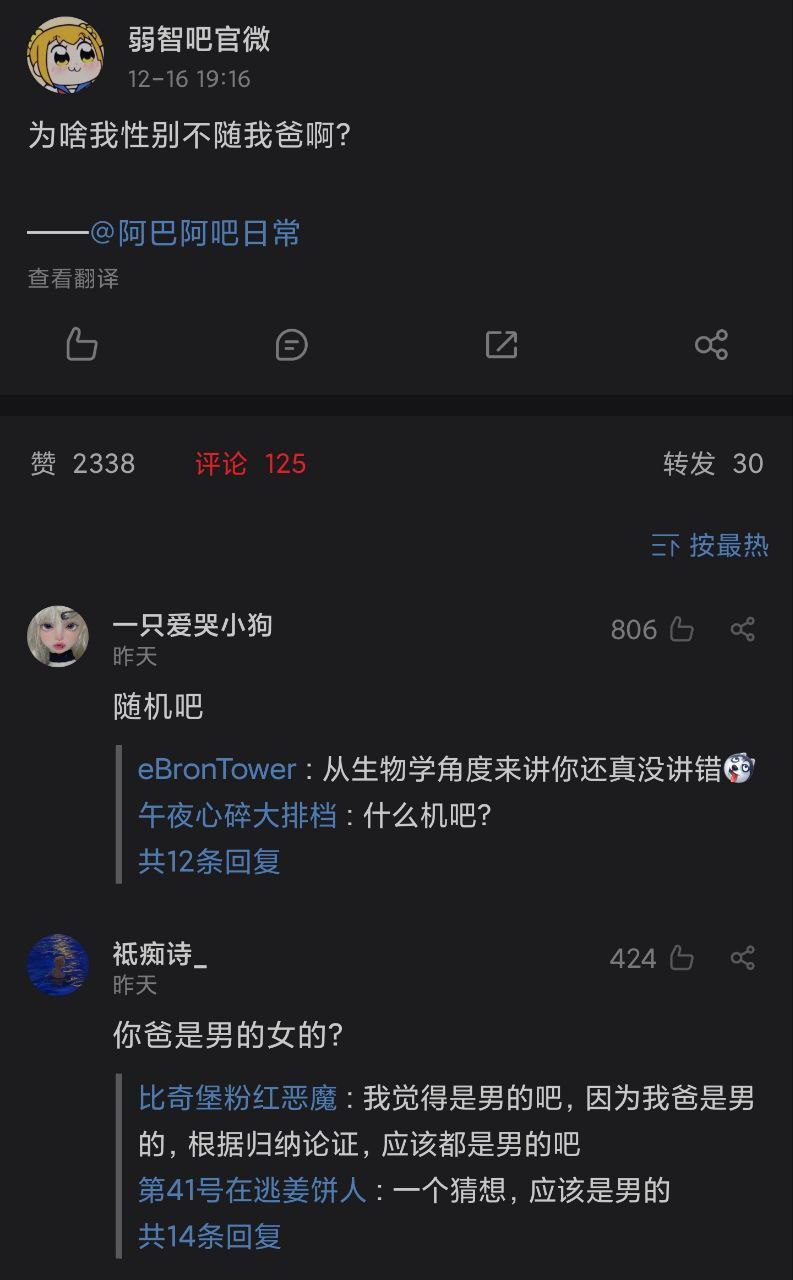 弱智吧官微
12-16 19:16
为啥我性别不随我爸啊?
——@阿巴阿吧日常
查看翻译
赞 2338 评论 125 转发 30
按最热
一只爱哭小狗 806
昨天
随机吧
eBronTower : 从生物学角度来讲你还真没讲错
午夜心碎大排档 : 什么机吧?
共12条回复
祗痴诗_ 424
昨天
你爸是男的女的?
比奇堡粉红恶魔 : 我觉得是男的吧, 因为我爸是男
的, 根据归纳论证, 应该都是男的吧
第41号在逃姜饼人 : 一个猜想, 应该是男的
共14条回复